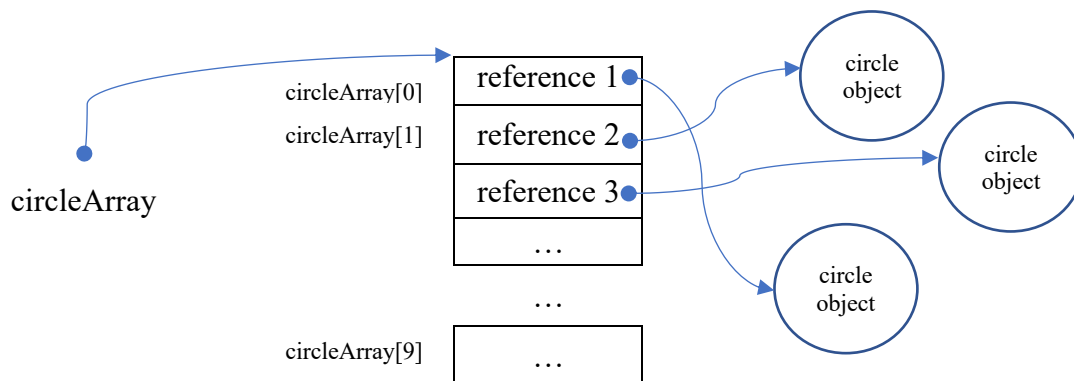 circleArray
circleArray[0]
circleArray[1]
circleArray[9]
reference 1
reference 2
reference 3
…
…
…
circle
object
circle
object
circle
object